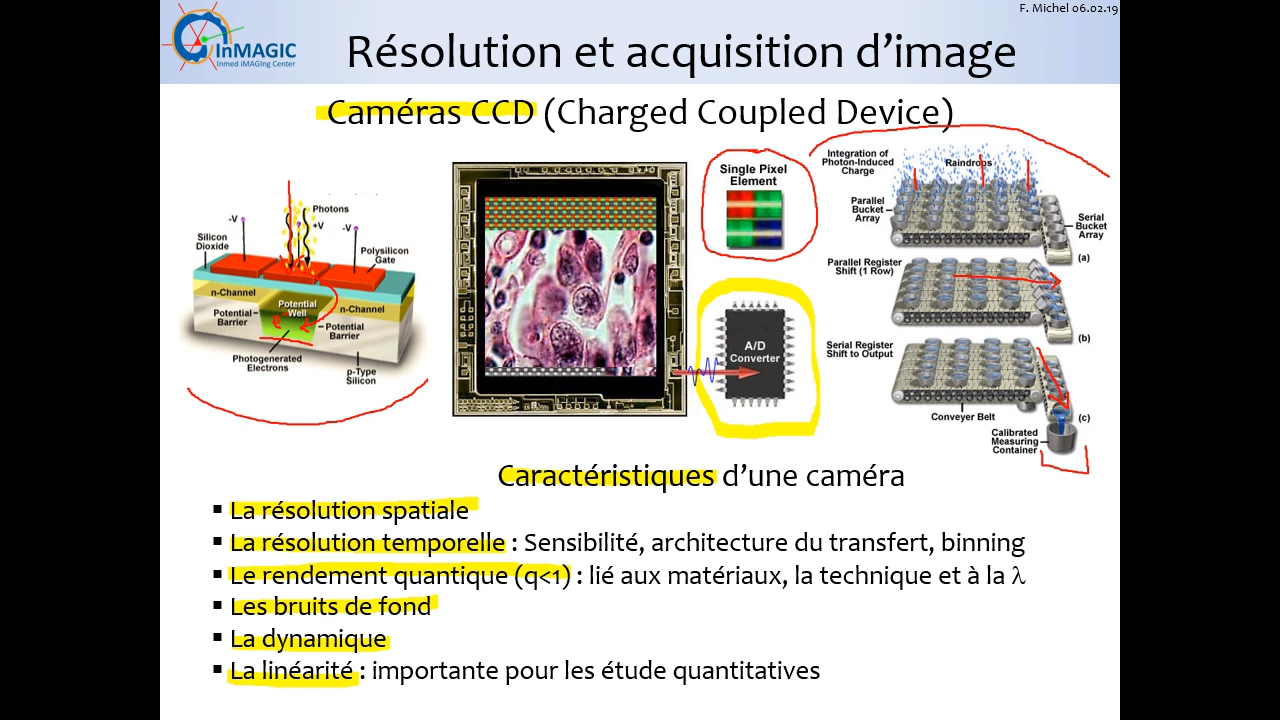 F. Michel 06.02.19
InMAGIC
Inmed iMAGIng Center
Résolution et acquisition d’image
Caméras CCD (Charged Coupled Device)
Photons
-V
+V
-V
Silicon
Dioxide
Polysilicon
Gate
n-Channel
Potential
Well
n-Channel
Potential
Barrier
Potential
Barrier
Photogenerated
Electrons
p-Type
Silicon
Single Pixel
Element
A/D
Converter
Integration of
Photon-Induced
Charge
Raindrops
Parallel
Bucket
Array
Serial
Bucket
Array
(a)
Parallel Register
Shift (1 Row)
(b)
Serial Register
Shift to Output
(c)
Conveyer Belt
Calibrated
Measuring
Container
Caractéristiques d’une caméra
▪ La résolution spatiale
▪ La résolution temporelle : Sensibilité, architecture du transfert, binning
▪ Le rendement quantique (q<1) : lié aux matériaux, la technique et à la λ
▪ Les bruits de fond
▪ La dynamique
▪ La linéarité : importante pour les étude quantitatives